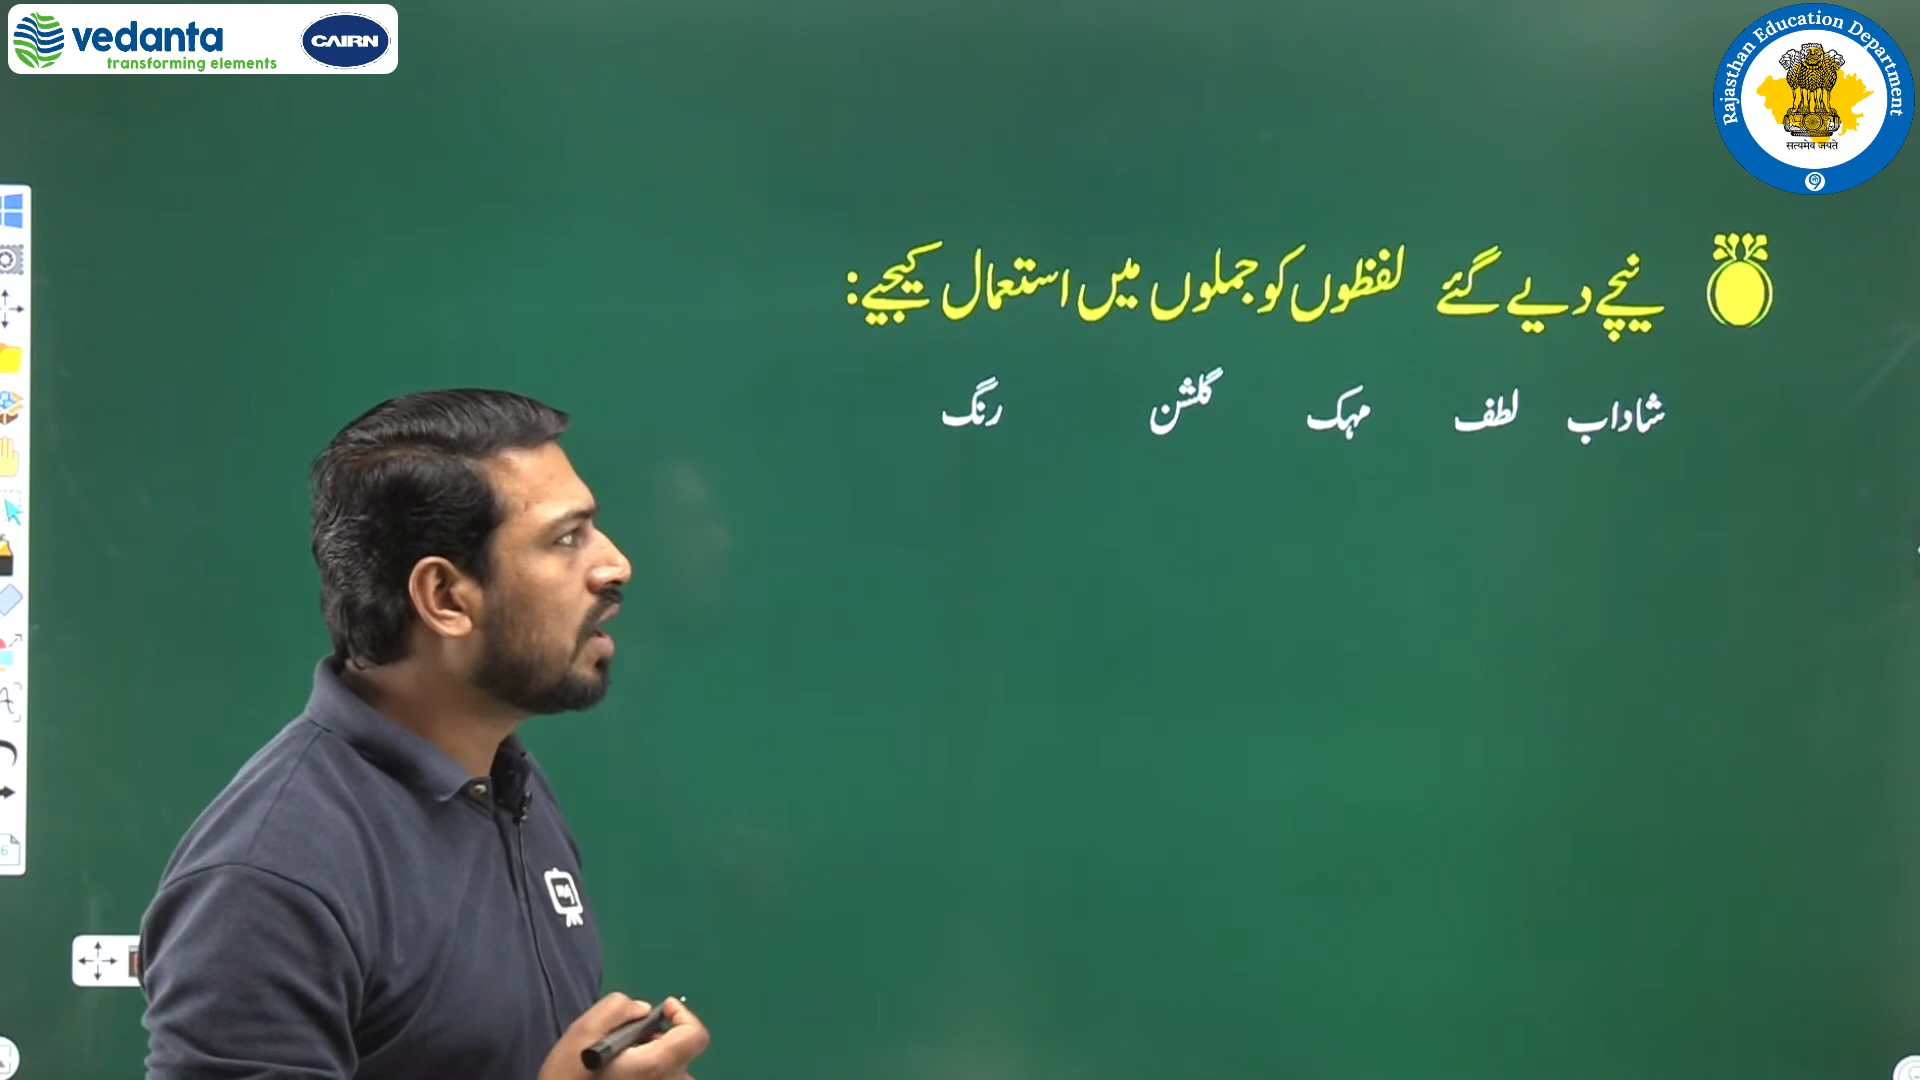 vedanta
transforming elements
CAIRN
Rajasthan Education Department
सत्यमेव जयते
نیچے دیے گئے لفظوں کو جملوں میں استعمال کیجیے:
شاداب لطف مہک گلشن رنگ